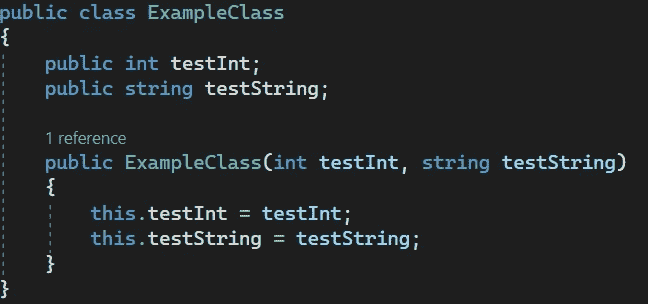 public class ExampleClass
{
public int testInt;
public string testString;
1 reference
public ExampleClass(int testInt, string testString)
{
this.testInt = testInt;
this.testString = testString;
}
}